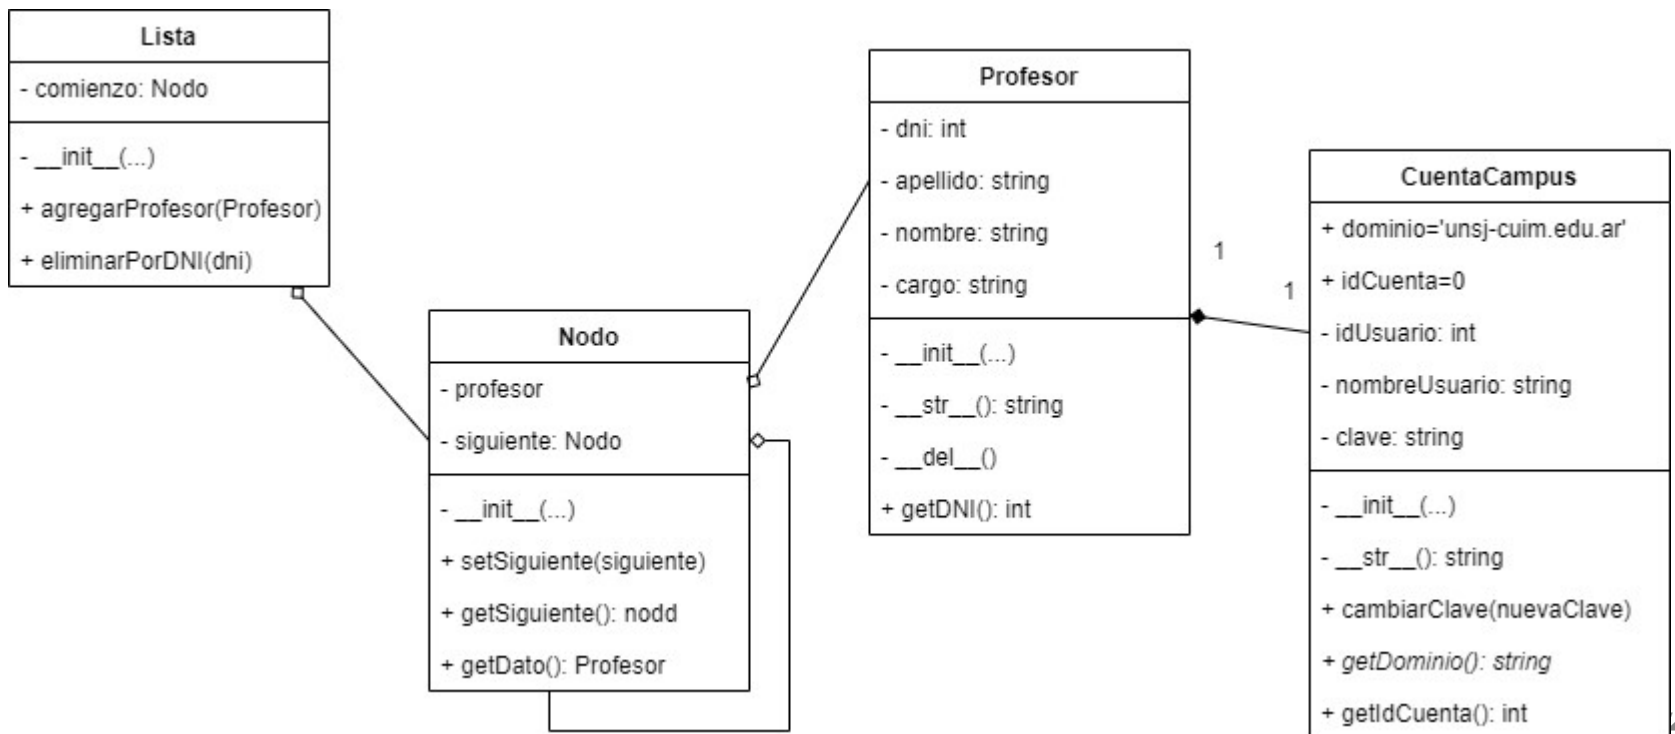 Lista
- comienzo: Nodo
- __init__(...)
+ agregarProfesor(Profesor)
+ eliminarPorDNI(dni)
Nodo
- profesor
- siguiente: Nodo
- __init__(...)
+ setSiguiente(siguiente)
+ getSiguiente(): nodd
+ getDato(): Profesor
Profesor
- dni: int
- apellido: string
- nombre: string
- cargo: string
- __init__(...)
- __str__(): string
- __del__()
+ getDNI(): int
1
1
CuentaCampus
+ dominio='unsj-cuim.edu.ar'
+ idCuenta=0
- idUsuario: int
- nombreUsuario: string
- clave: string
- __init__(...)
- __str__(): string
+ cambiarClave(nuevaClave)
+ getDominio(): string
+ getIdCuenta(): int